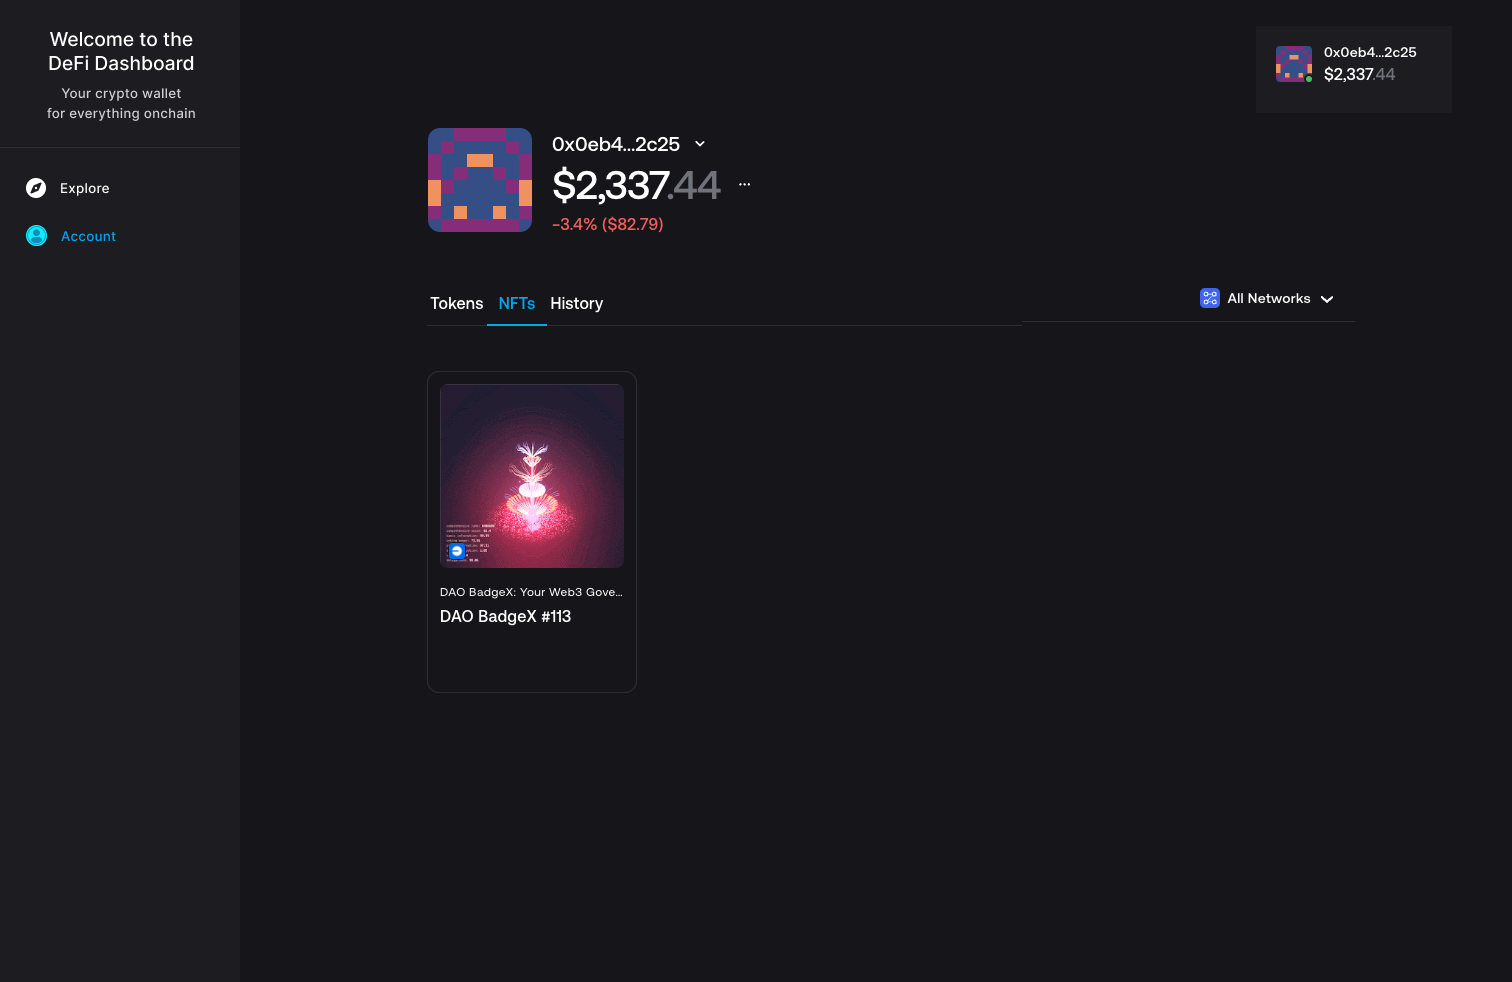 Welcome to the
DeFi Dashboard
Your crypto wallet
for everything onchain
Explore
Account
0x0eb4...2c25
$2,337.44
0x0eb4...2c25
$2,337.44
-3.4% ($82.79)
Tokens NFTs History
All Networks
DAO BadgeX: Your Web3 Gove...
DAO BadgeX #113